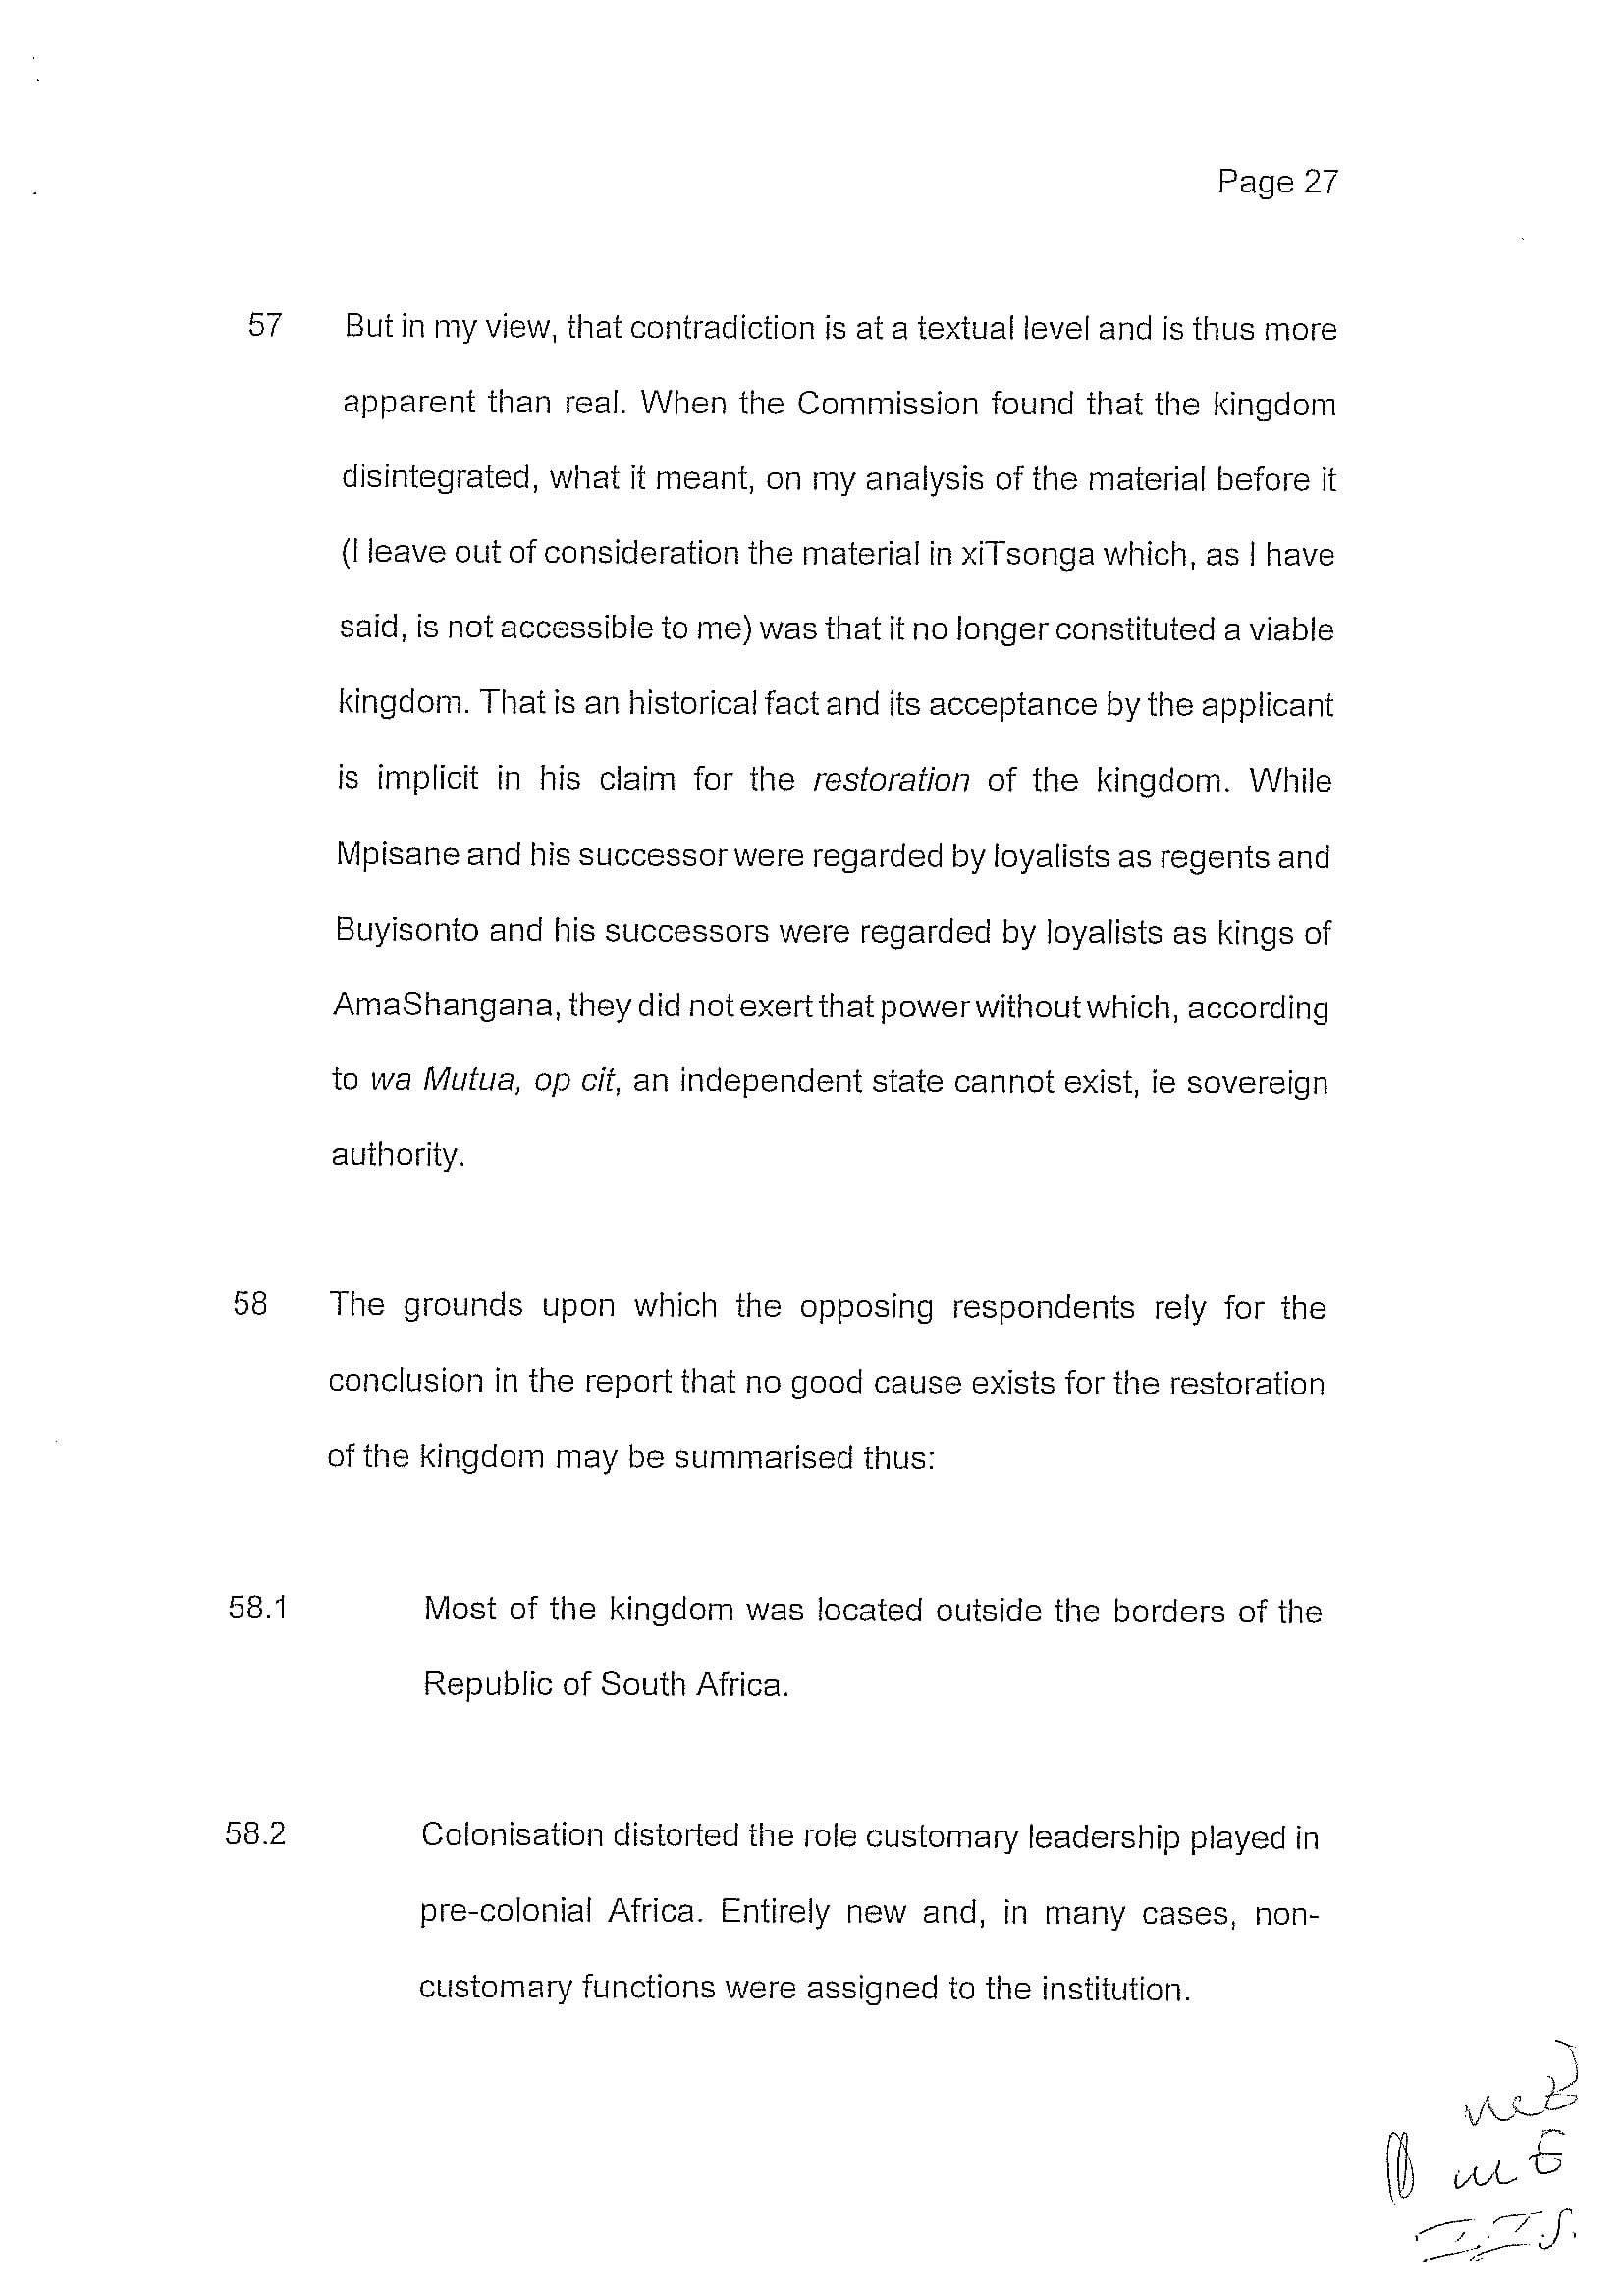 Page 27
57 But in my view, that contradiction is at a textual level and is thus more
apparent than real. When the Commission found that the kingdom
disintegrated, what it meant, on my analysis of the material before it
(I leave out of consideration the material in xiTsonga which, as I have
said, is not accessible to me) was that it no longer constituted a viable
kingdom. That is an historical fact and its acceptance by the applicant
is implicit in his claim for the restoration of the kingdom. While
Mpisane and his successor were regarded by loyalists as regents and
Buyisonto and his successors were regarded by loyalists as kings of
AmaShangana, they did not exert that power without which, according
to wa Mutua, op cit, an independent state cannot exist, ie sovereign
authority.
58 The grounds upon which the opposing respondents rely for the
conclusion in the report that no good cause exists for the restoration
of the kingdom may be summarised thus:
58.1 Most of the kingdom was located outside the borders of the
Republic of South Africa.
58.2 Colonisation distorted the role customary leadership played in
pre-colonial Africa. Entirely new and, in many cases, non-
customary functions were assigned to the institution.